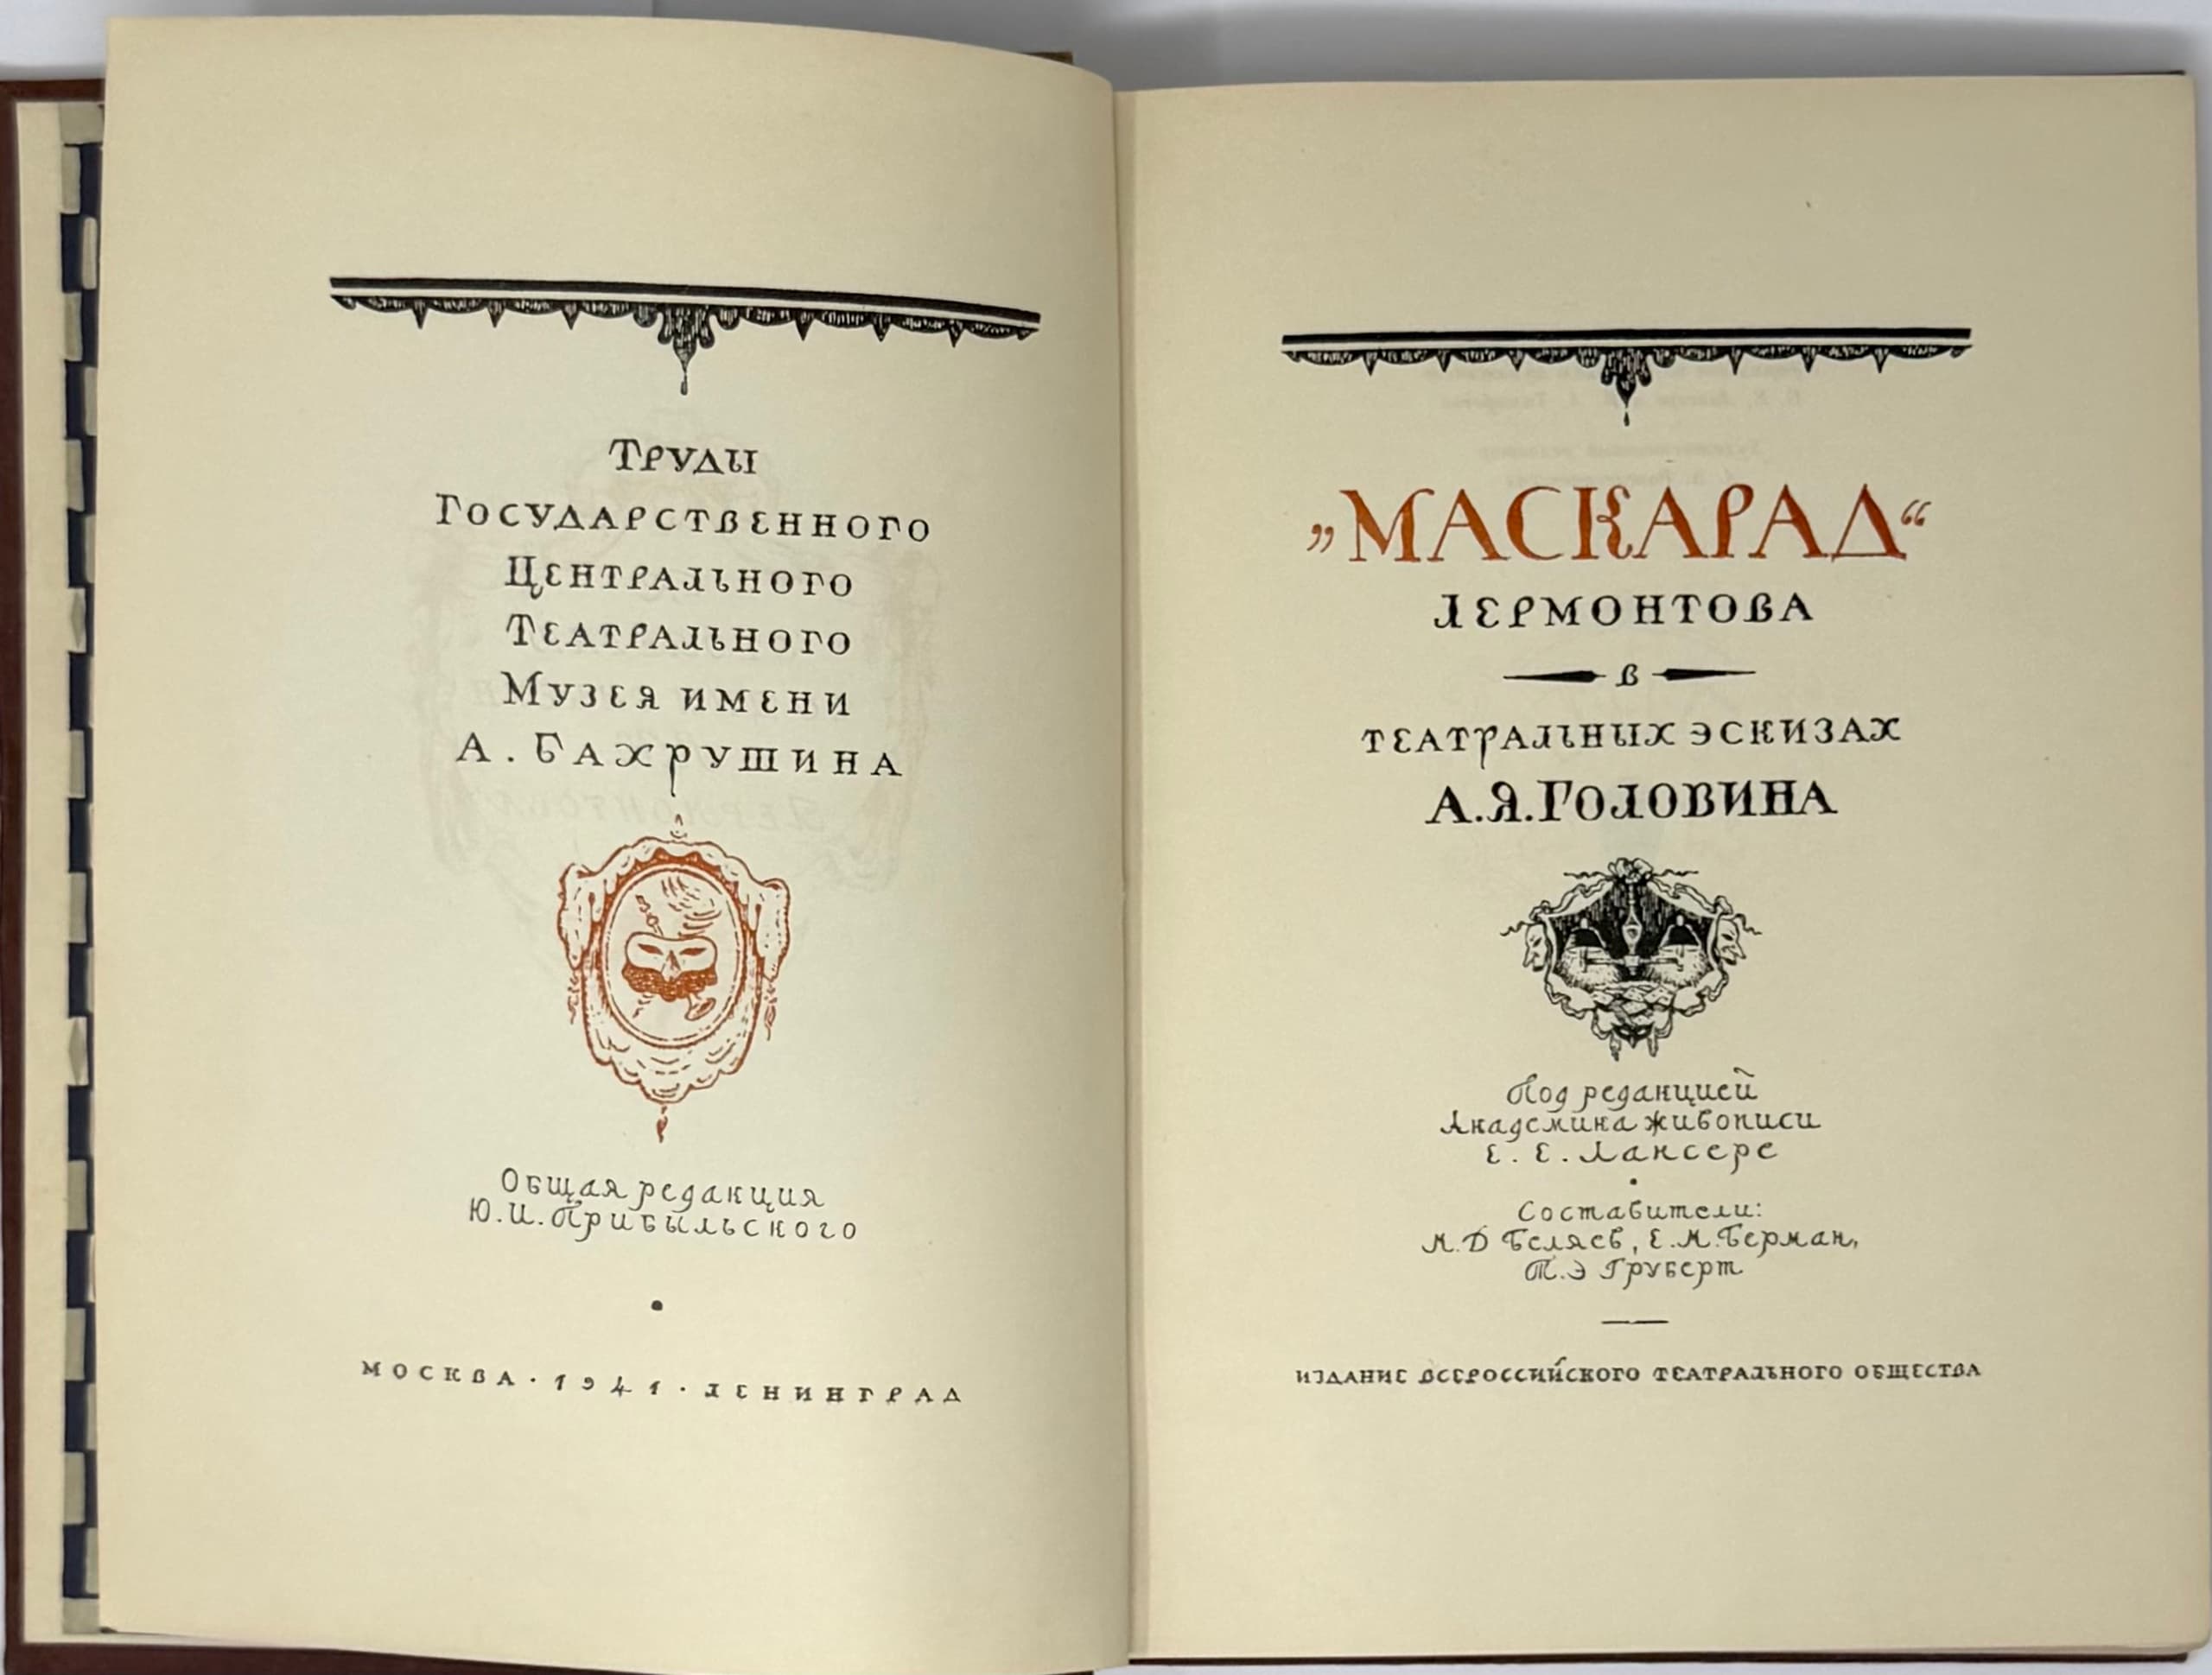 Труды
Государственного
Центрального
Театрального
Музея имени
А. Бахрушина
Общая редакция
Ю. И. Прибыльского
МОСКВА · 1941 · ЛЕНИНГРАД
„МАСКАРАД“
ЛЕРМОНТОВА
В
ТЕАТРАЛЬНЫХ ЭСКИЗАХ
А. Я. ГОЛОВИНА
Под редакцией
Академика живописи
Е. Е. Лансере
Составители:
М. Д Беляев, Е. М. Берман,
Т. Э Груберт
ИЗДАНИЕ ВСЕРОССИЙСКОГО ТЕАТРАЛЬНОГО ОБЩЕСТВА